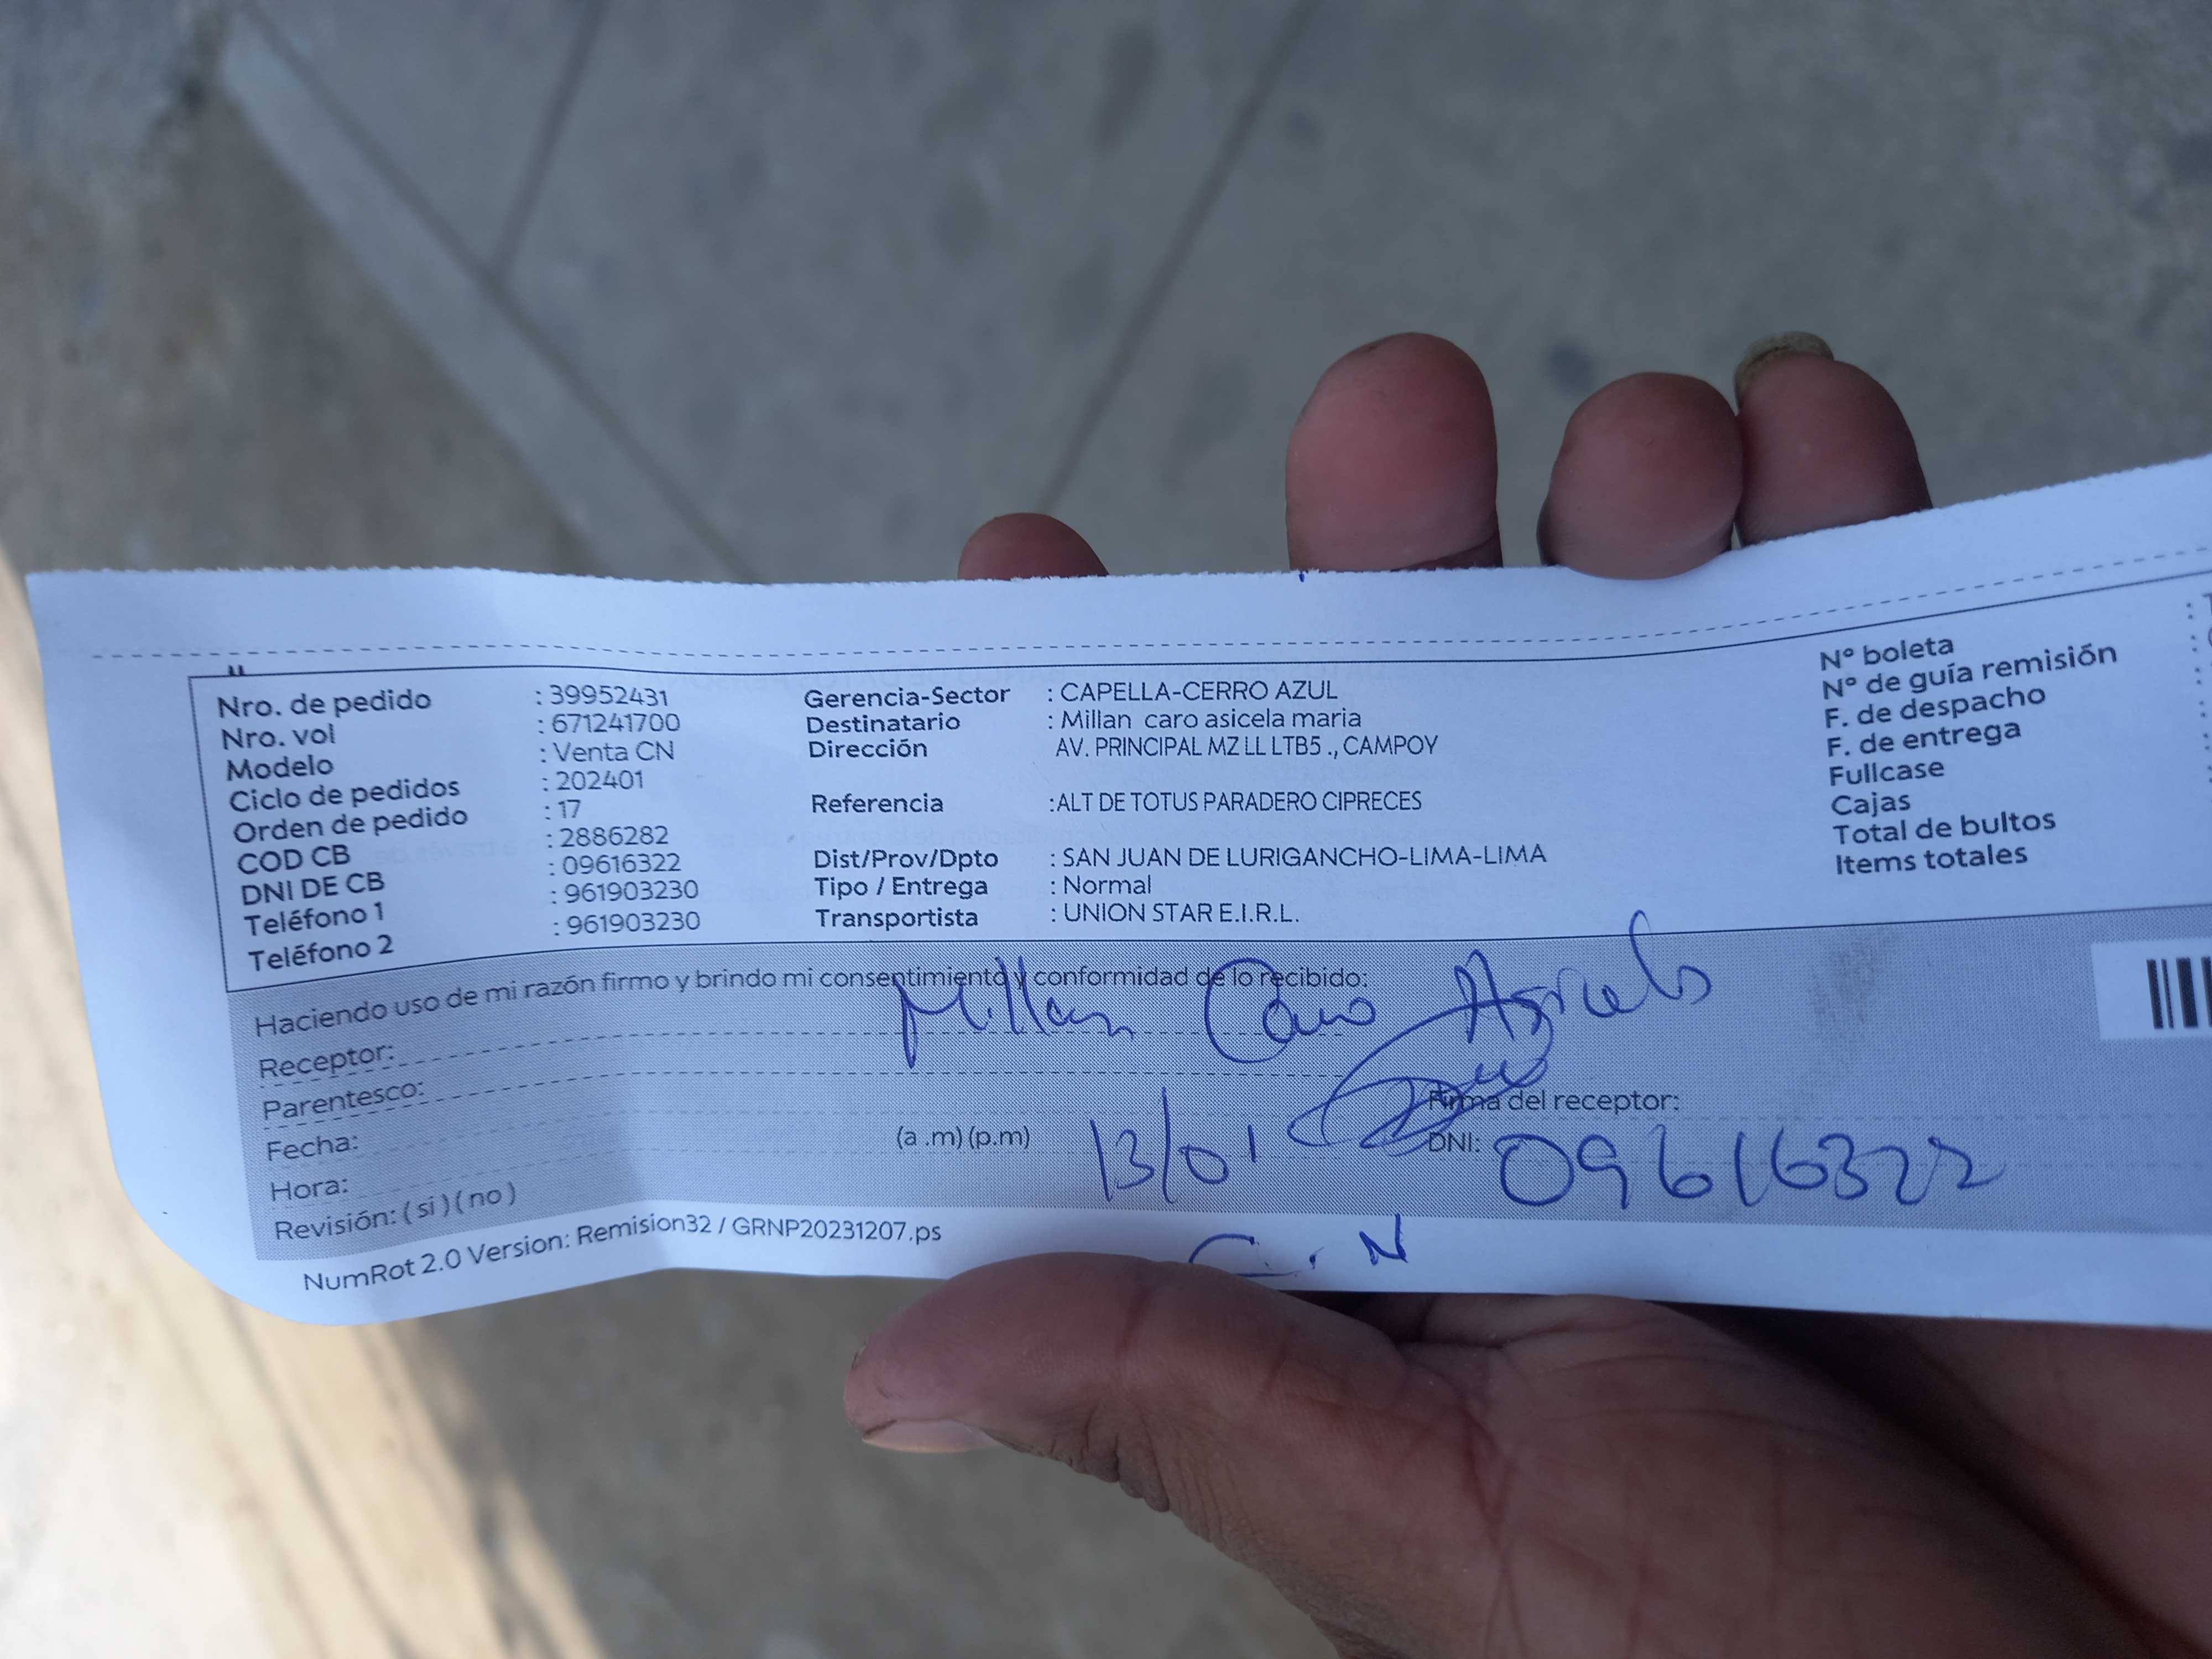 Nro. de pedido : 39952431
Nro. vol : 671241700
Modelo : Venta CN
Ciclo de pedidos : 202401
Orden de pedido : 17
COD CB : 2886282
DNI DE CB : 09616322
Teléfono 1 : 961903230
Teléfono 2 : 961903230
Gerencia-Sector : CAPELLA-CERRO AZUL
Destinatario : Millan caro asicela maria
Dirección AV. PRINCIPAL MZ LL LTB5 ., CAMPOY
Referencia :ALT DE TOTUS PARADERO CIPRECES
Dist/Prov/Dpto : SAN JUAN DE LURIGANCHO-LIMA-LIMA
Tipo / Entrega : Normal
Transportista : UNION STAR E.I.R.L.
N° boleta
N° de guía remisión
F. de despacho
F. de entrega
Fullcase
Cajas
Total de bultos
Items totales
Haciendo uso de mi razón firmo y brindo mi consentimiento y conformidad de lo recibido:
Receptor: Millan Caro Asicela
Parentesco:
Firma del receptor:
Fecha: (a .m) (p.m) 13/01
DNI: 09616322
Hora:
Revisión: ( si ) ( no )
C.N
NumRot 2.0 Version: Remision32 / GRNP20231207.ps